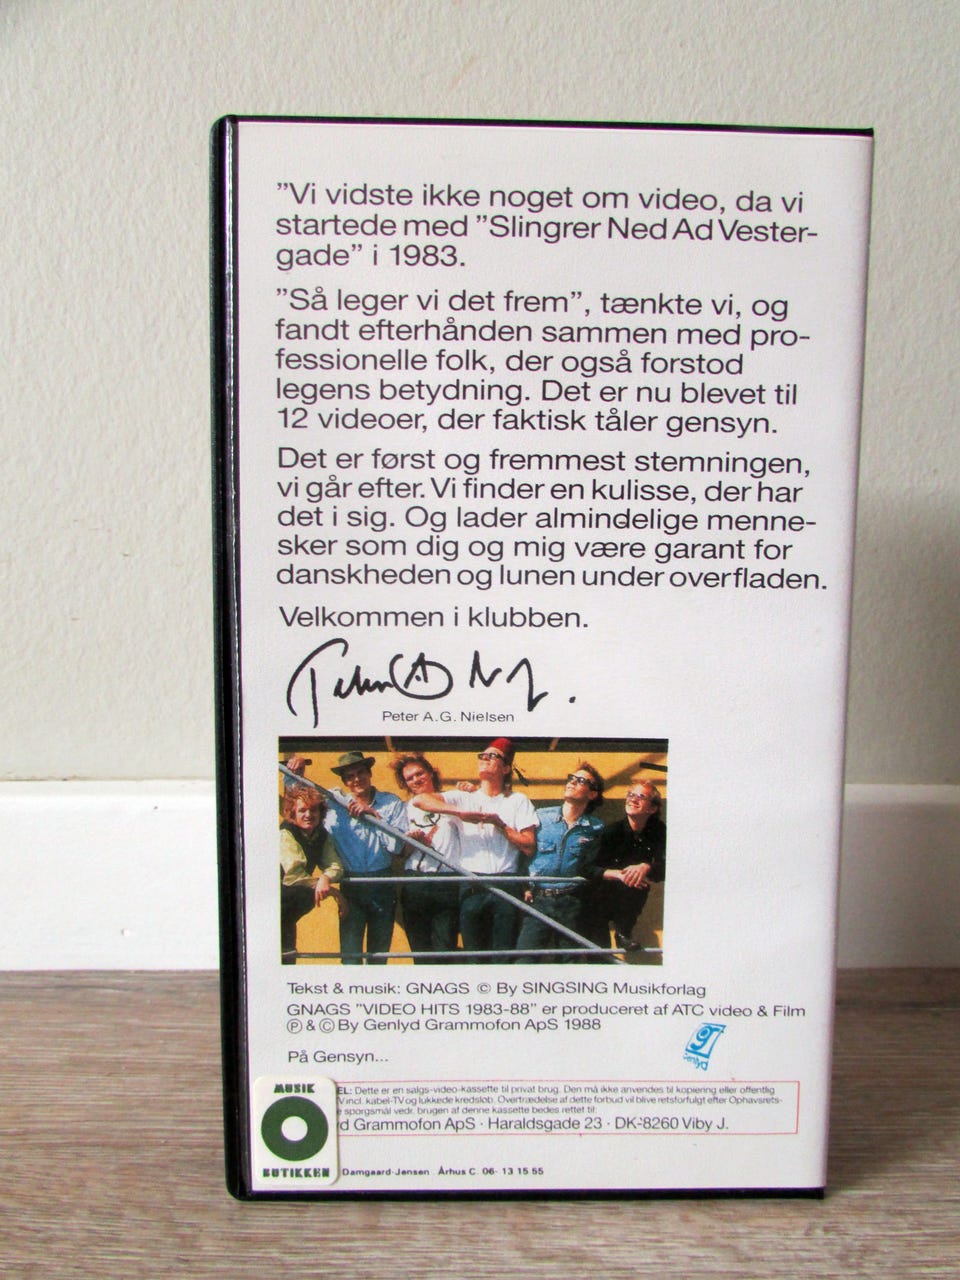 ”Vi vidste ikke noget om video, da vi
startede med ”Slingrer Ned Ad Vester-
gade” i 1983.
”Så leger vi det frem”, tænkte vi, og
fandt efterhånden sammen med pro-
fessionelle folk, der også forstod
legens betydning. Det er nu blevet til
12 videoer, der faktisk tåler gensyn.
Det er først og fremmest stemningen,
vi går efter. Vi finder en kulisse, der har
det i sig. Og lader almindelige menne-
sker som dig og mig være garant for
danskheden og lunen under overfladen.
Velkommen i klubben.
Peter A.G. Nielsen
Tekst & musik: GNAGS © By SINGSING Musikforlag
GNAGS ”VIDEO HITS 1983-88” er produceret af ATC video & Film
Ⓟ & © By Genlyd Grammofon ApS 1988
genlyd
På Gensyn...
EL: Dette er en salgs-video-kassette til privat brug. Den må ikke anvendes til kopiering eller offentlig
V incl. kabel-TV og lukkede kredsløb. Overtrædelse af dette forbud vil blive retsforfulgt efter Ophavsrets-
e spørgsmål vedr. brugen af denne kassette bedes rettet til:
yd Grammofon ApS · Haraldsgade 23 · DK-8260 Viby J.
MUSIK
BUTIKKEN
Damgaard-Jensen Århus C. 06- 13 15 55